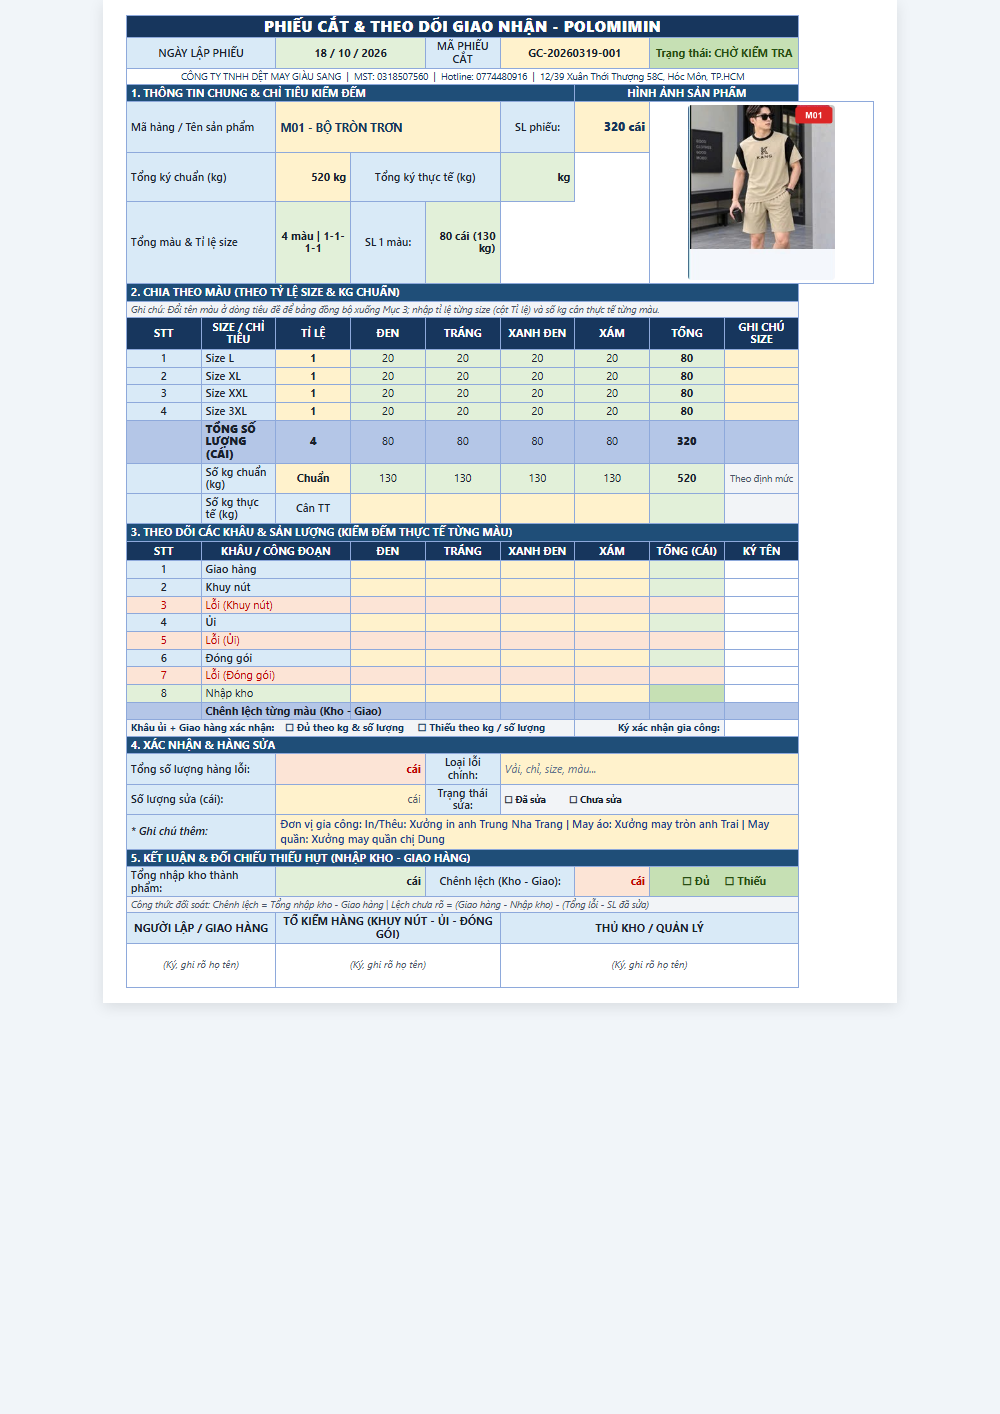 PHIẾU CẮT & THEO DÕI GIAO NHẬN - POLOMIMIN
NGÀY LẬP PHIẾU 18 / 10 / 2026 MÃ PHIẾU CẮT GC-20260319-001 Trạng thái: CHỜ KIỂM TRA
CÔNG TY TNHH DỆT MAY GIÀU SANG | MST: 0318507560 | Hotline: 0774480916 | 12/39 Xuân Thới Thượng 58C, Hóc Môn, TP.HCM
1. THÔNG TIN CHUNG & CHỈ TIÊU KIỂM ĐẾM HÌNH ẢNH SẢN PHẨM
Mã hàng / Tên sản phẩm M01 - BỘ TRÒN TRƠN SL phiếu: 320 cái
M01
KANG
Tổng ký chuẩn (kg) 520 kg Tổng ký thực tế (kg) kg
Tổng màu & Tỉ lệ size 4 màu | 1-1-1-1 SL 1 màu: 80 cái (130 kg)
2. CHIA THEO MÀU (THEO TỶ LỆ SIZE & KG CHUẨN)
Ghi chú: Đổi tên màu ở dòng tiêu đề để bảng đồng bộ xuống Mục 3; nhập tỉ lệ từng size (cột Tỉ lệ) và số kg cân thực tế từng màu.
STT SIZE / CHỈ TIÊU TỈ LỆ ĐEN TRẮNG XANH ĐEN XÁM TỔNG GHI CHÚ SIZE
1 Size L 1 20 20 20 20 80
2 Size XL 1 20 20 20 20 80
3 Size XXL 1 20 20 20 20 80
4 Size 3XL 1 20 20 20 20 80
TỔNG SỐ LƯỢNG (CÁI) 4 80 80 80 80 320
Số kg chuẩn (kg) Chuẩn 130 130 130 130 520 Theo định mức
Số kg thực tế (kg) Cân TT
3. THEO DÕI CÁC KHÂU & SẢN LƯỢNG (KIỂM ĐẾM THỰC TẾ TỪNG MÀU)
STT KHÂU / CÔNG ĐOẠN ĐEN TRẮNG XANH ĐEN XÁM TỔNG (CÁI) KÝ TÊN
1 Giao hàng
2 Khuy nút
3 Lỗi (Khuy nút)
4 Ủi
5 Lỗi (Ủi)
6 Đóng gói
7 Lỗi (Đóng gói)
8 Nhập kho
Chênh lệch từng màu (Kho - Giao)
Khâu ủi + Giao hàng xác nhận: ☐ Đủ theo kg & số lượng ☐ Thiếu theo kg / số lượng Ký xác nhận gia công:
4. XÁC NHẬN & HÀNG SỬA
Tổng số lượng hàng lỗi: cái Loại lỗi chính: Vải, chỉ, size, màu...
Số lượng sửa (cái): cái Trạng thái sửa: ☐ Đã sửa ☐ Chưa sửa
* Ghi chú thêm: Đơn vị gia công: In/Thêu: Xưởng in anh Trung Nha Trang | May áo: Xưởng may tròn anh Trai | May
quần: Xưởng may quần chị Dung
5. KẾT LUẬN & ĐỐI CHIẾU THIẾU HỤT (NHẬP KHO - GIAO HÀNG)
Tổng nhập kho thành phẩm: cái Chênh lệch (Kho - Giao): cái ☐ Đủ ☐ Thiếu
Công thức đối soát: Chênh lệch = Tổng nhập kho - Giao hàng | Lệch chưa rõ = (Giao hàng - Nhập kho) - (Tổng lỗi - SL đã sửa)
NGƯỜI LẬP / GIAO HÀNG TỔ KIỂM HÀNG (KHUY NÚT - ỦI - ĐÓNG GÓI) THỦ KHO / QUẢN LÝ
(Ký, ghi rõ họ tên) (Ký, ghi rõ họ tên) (Ký, ghi rõ họ tên)